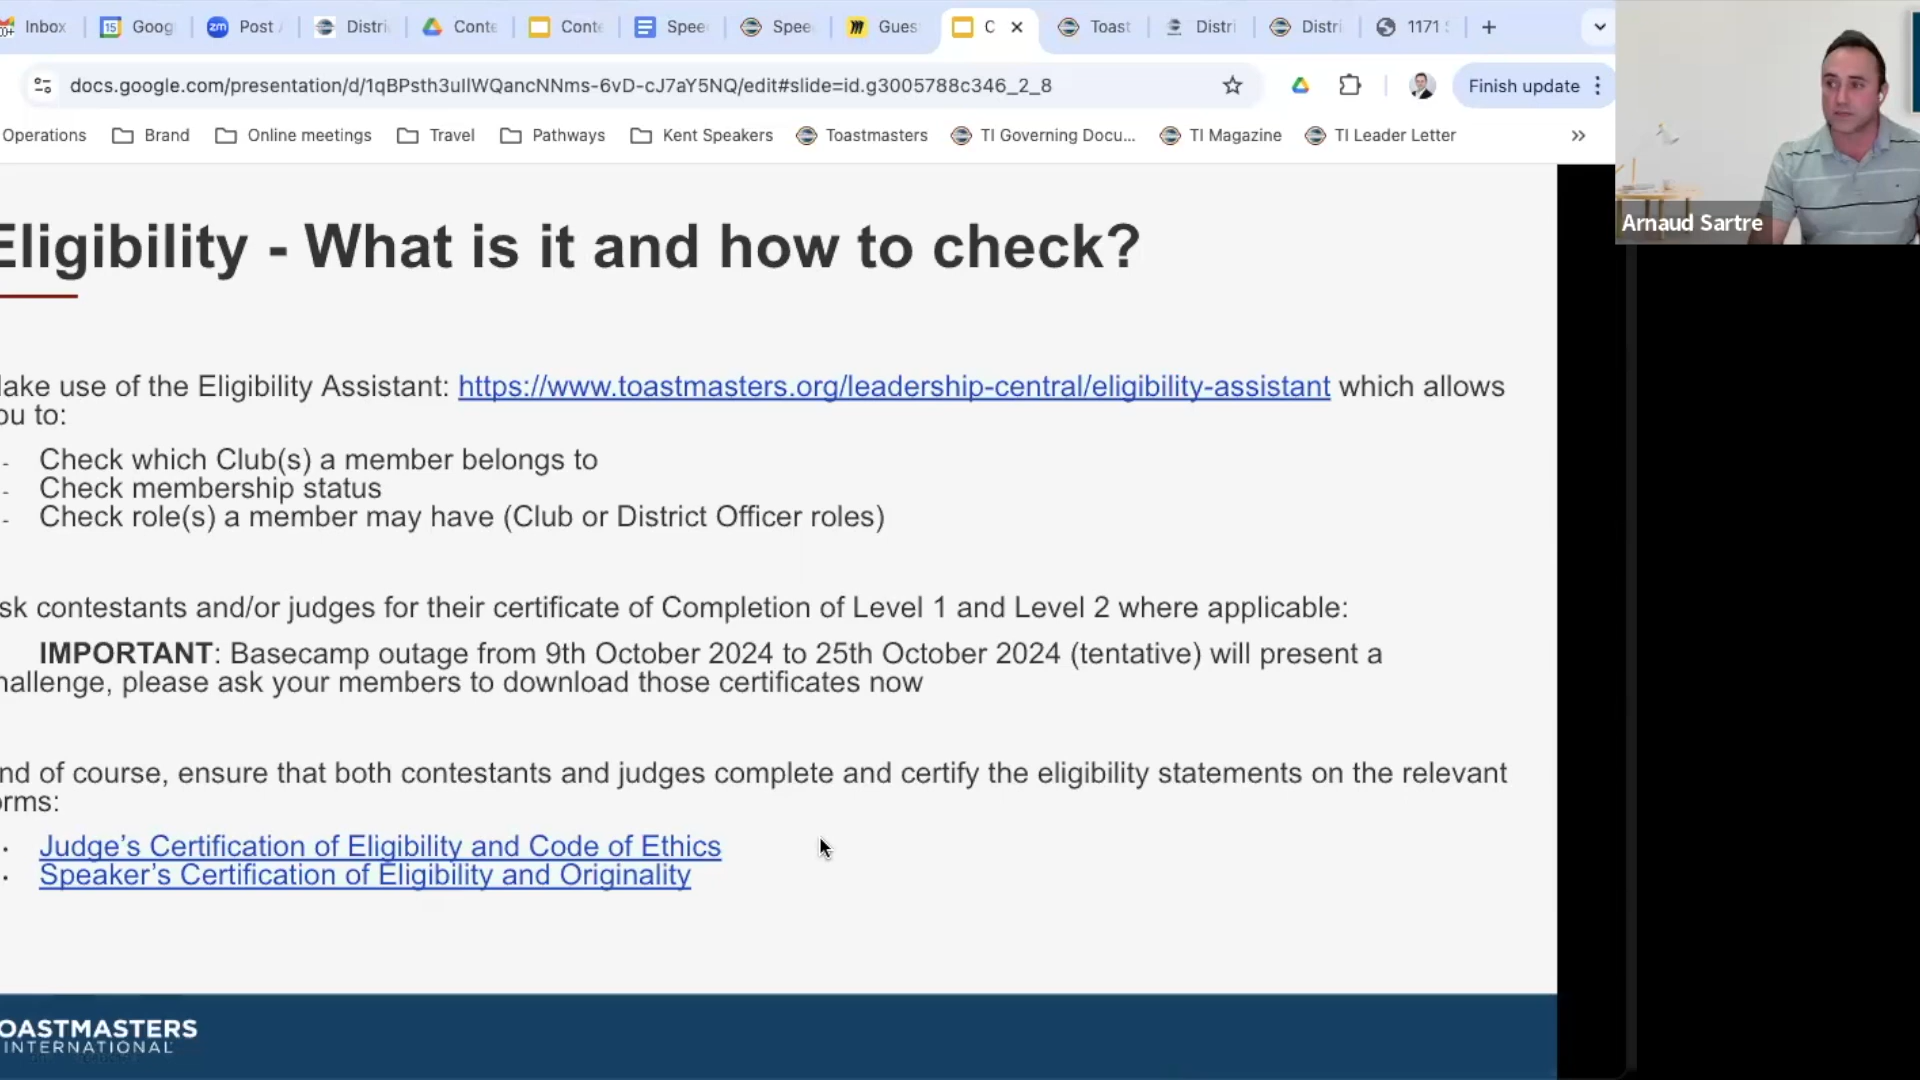 Inbox Goog Post Distri Conte Conte Spee Spee Gues C Toast Distri Distri 1171
docs.google.com/presentation/d/1qBPsth3uIlWQancNNms-6vD-cJ7aY5NQ/edit#slide=id.g3005788c346_2_8 Finish update
Operations Brand Online meetings Travel Pathways Kent Speakers Toastmasters TI Governing Docu... TI Magazine TI Leader Letter
Arnaud Sartre
Eligibility - What is it and how to check?
ake use of the Eligibility Assistant: https://www.toastmasters.org/leadership-central/eligibility-assistant which allows
ou to:
- Check which Club(s) a member belongs to
- Check membership status
- Check role(s) a member may have (Club or District Officer roles)
sk contestants and/or judges for their certificate of Completion of Level 1 and Level 2 where applicable:
IMPORTANT: Basecamp outage from 9th October 2024 to 25th October 2024 (tentative) will present a
hallenge, please ask your members to download those certificates now
nd of course, ensure that both contestants and judges complete and certify the eligibility statements on the relevant
orms:
· Judge's Certification of Eligibility and Code of Ethics
· Speaker's Certification of Eligibility and Originality
OASTMASTERS
INTERNATIONAL